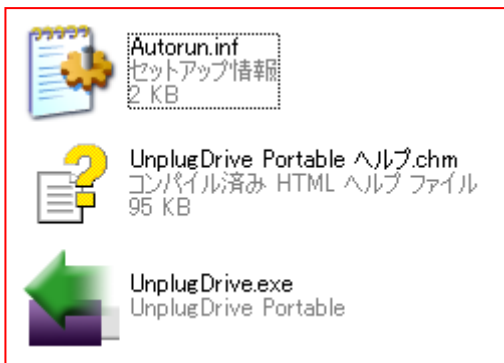 Autorun.inf
セットアップ情報
2 KB
UnplugDrive Portable ヘルプ.chm
コンパイル済み HTML ヘルプ ファイル
95 KB
UnplugDrive.exe
UnplugDrive Portable